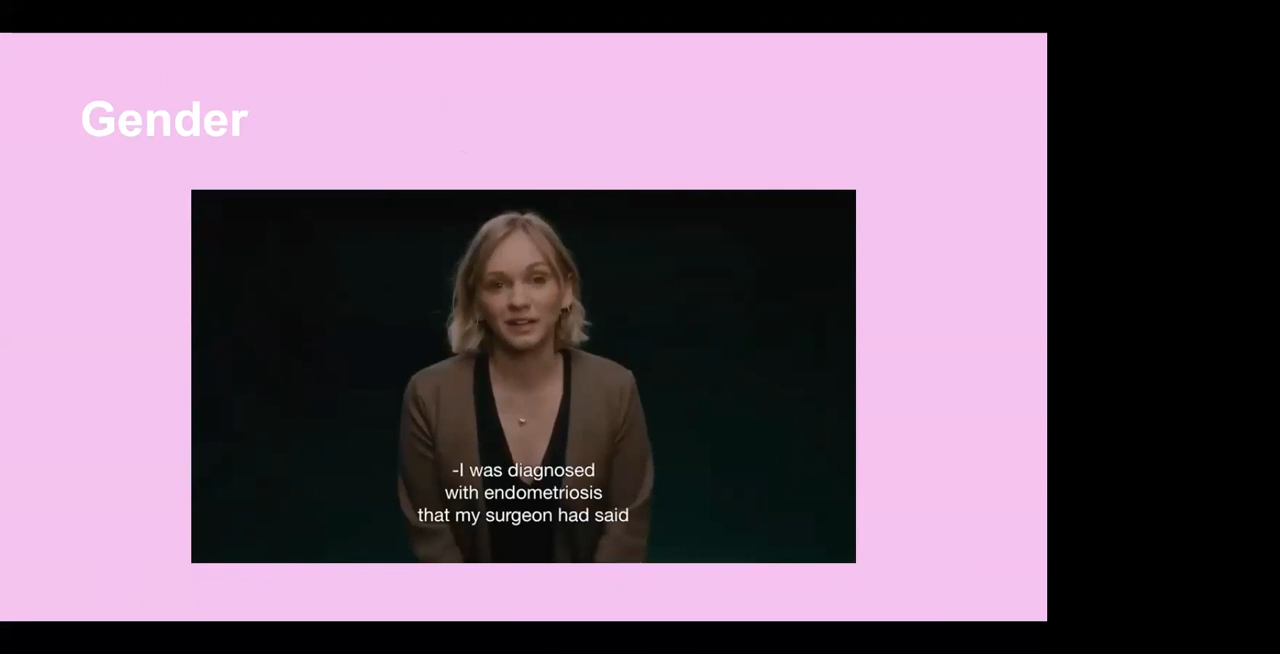 Gender
-I was diagnosed
with endometriosis
that my surgeon had said